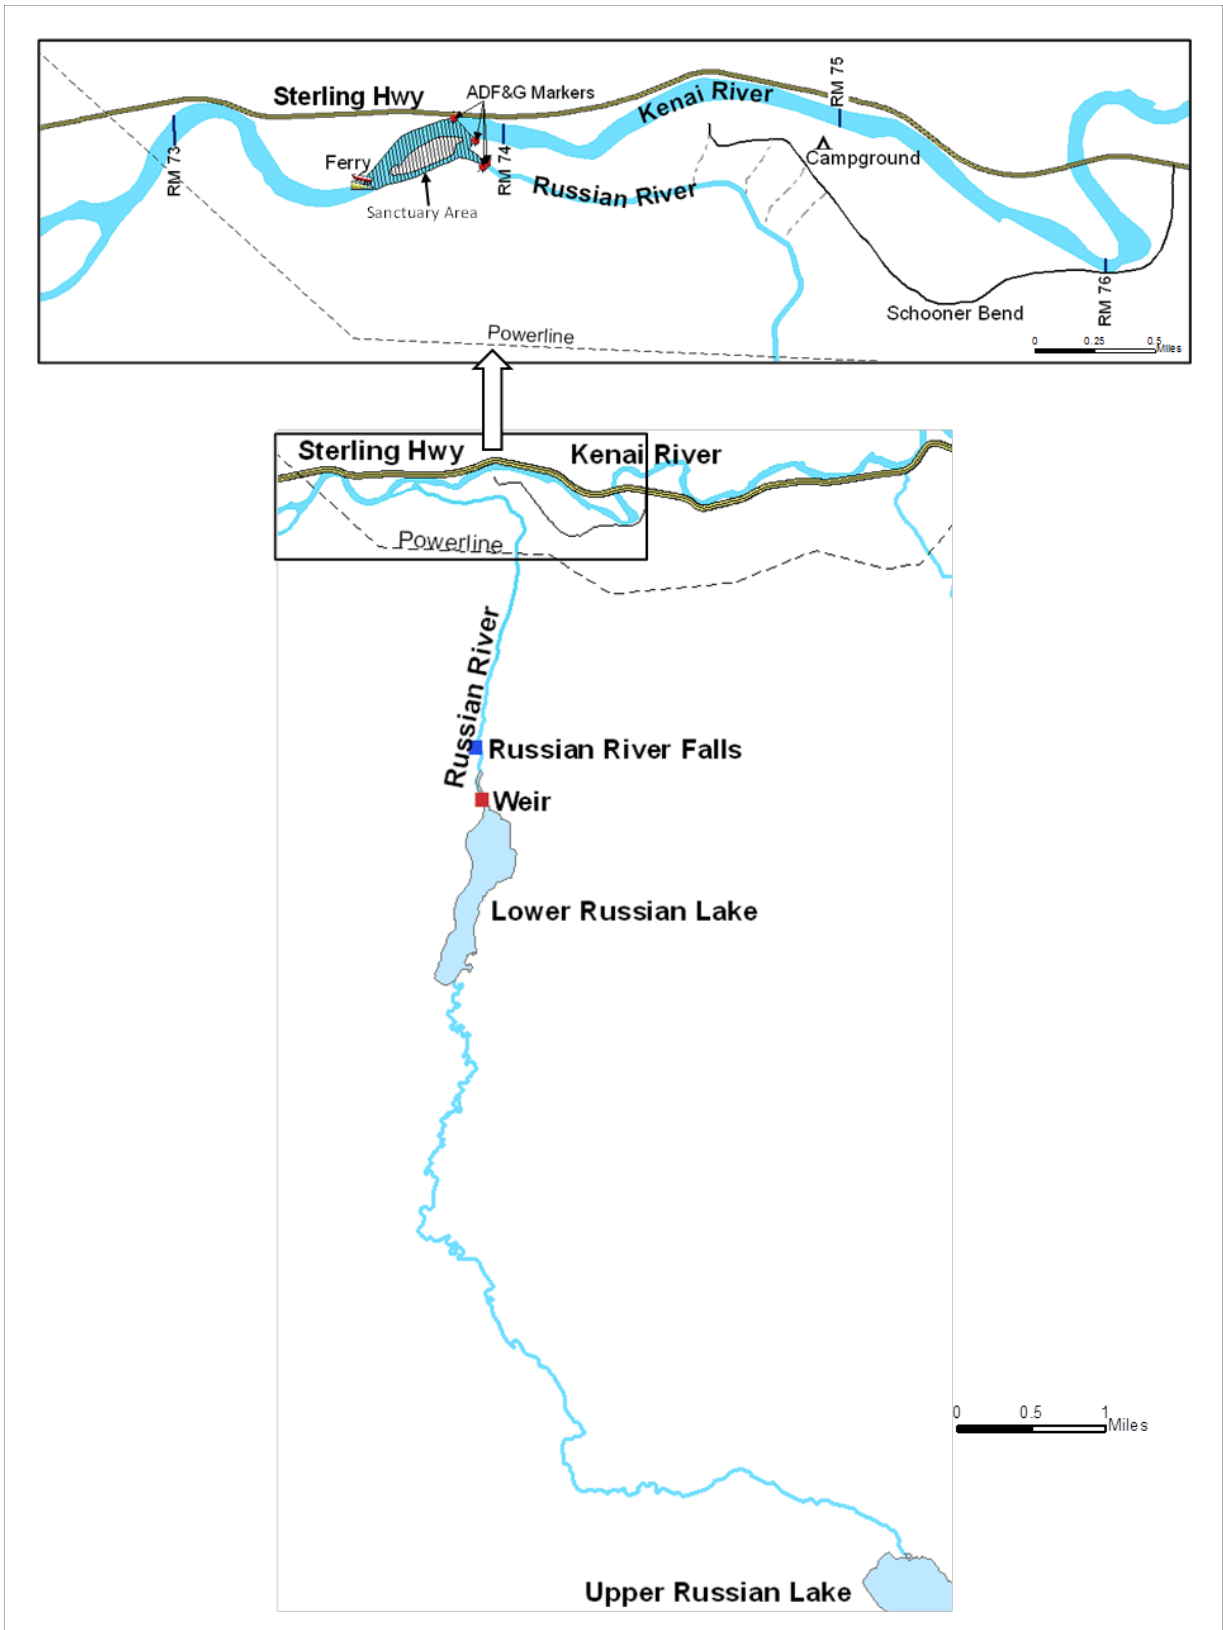 Sterling Hwy
ADF&G Markers
Kenai River
RM 75
RM 73
Ferry
RM 74
Campground
Russian River
Sanctuary Area
RM 76
Schooner Bend
Powerline
0 0.25 0.5
Miles
Sterling Hwy
Kenai River
Powerline
Russian River
Russian River Falls
Weir
Lower Russian Lake
0 0.5 1
Miles
Upper Russian Lake